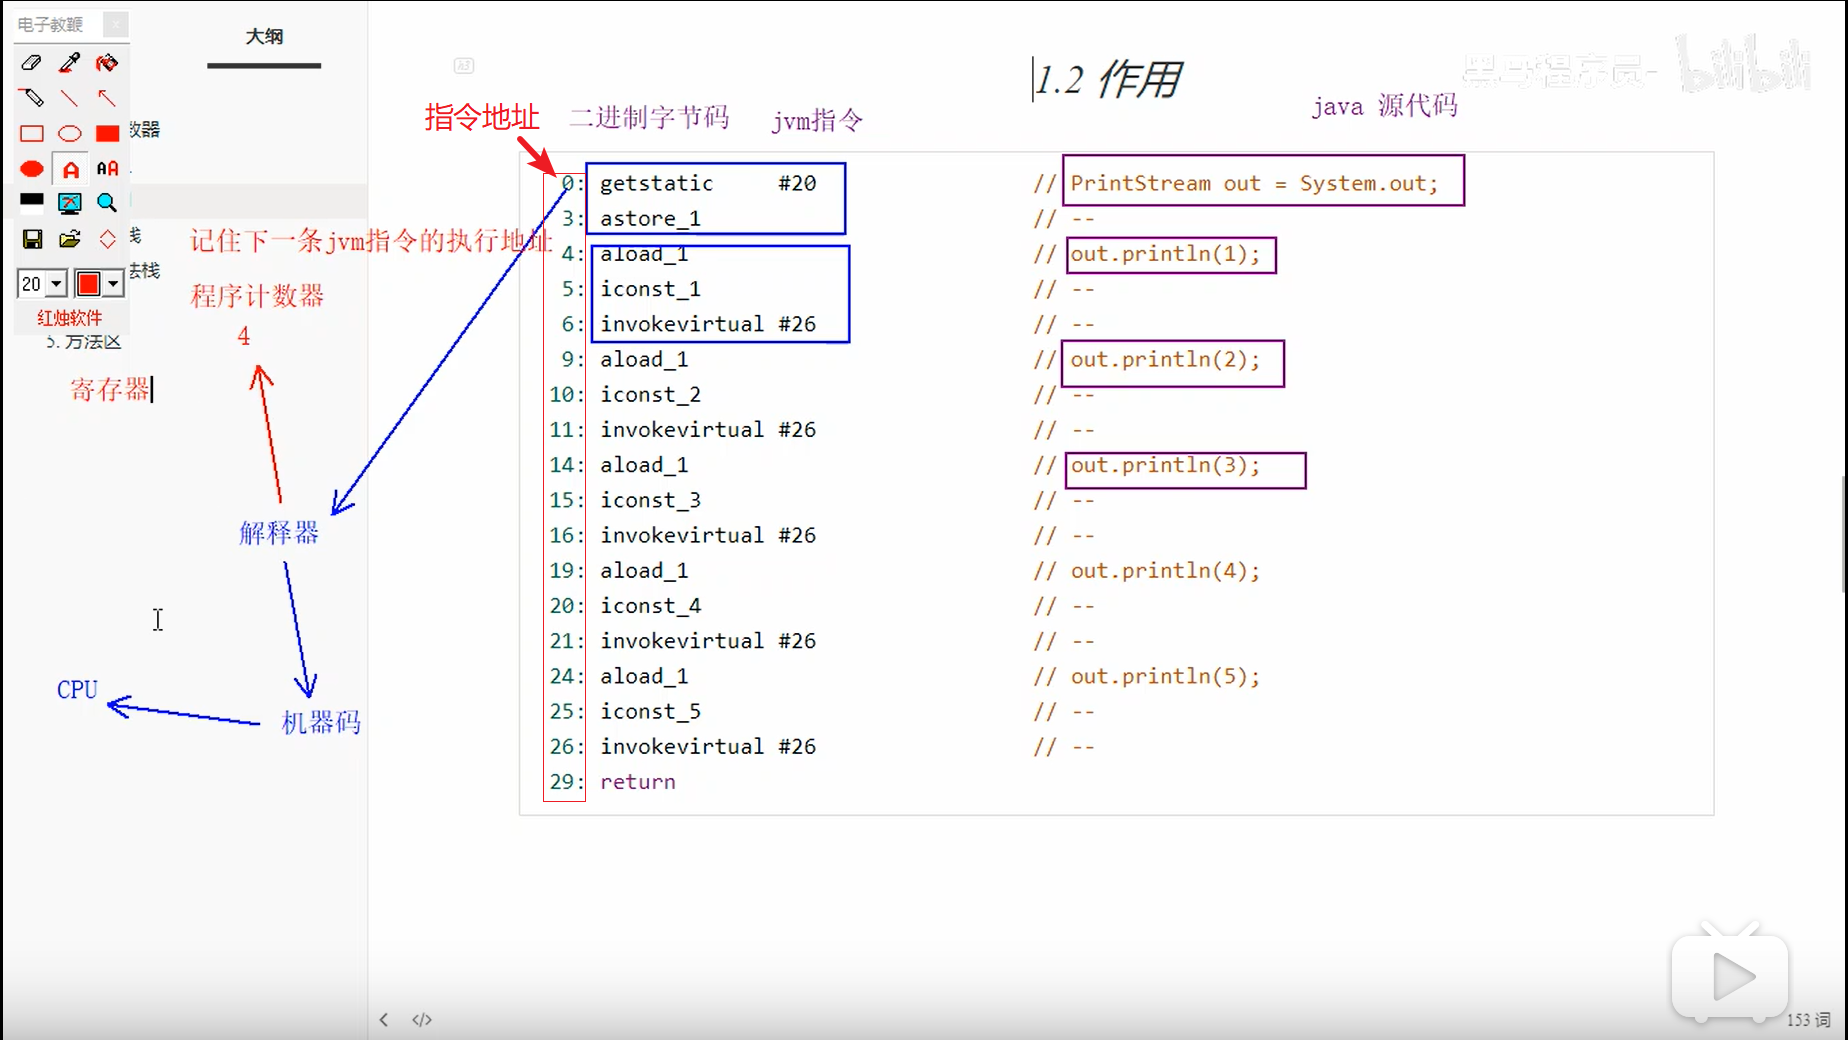 电子教鞭
大纲
h3
1.2 作用
黑马程序员-
bilibili
指令地址
二进制字节码
jvm指令
java 源代码
数器
0: getstatic #20 // PrintStream out = System.out;
3: astore_1 // --
栈
记住下一条jvm指令的执行地址
4: aload_1 // out.println(1);
法栈
5: iconst_1 // --
20
程序计数器
红烛软件
6: invokevirtual #26 // --
4
5. 方法区
9: aload_1 // out.println(2);
寄存器
10: iconst_2 // --
11: invokevirtual #26 // --
14: aload_1 // out.println(3);
15: iconst_3 // --
解释器
16: invokevirtual #26 // --
19: aload_1 // out.println(4);
20: iconst_4 // --
21: invokevirtual #26 // --
24: aload_1 // out.println(5);
CPU
25: iconst_5 // --
机器码
26: invokevirtual #26 // --
29: return
</>
153 词